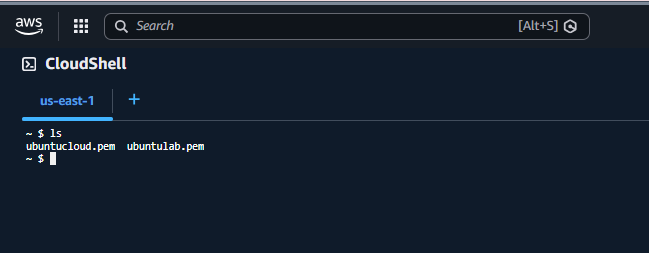 aws
Search [Alt+S]
CloudShell
us-east-1 +
~ $ ls
ubuntucloud.pem ubuntulab.pem
~ $